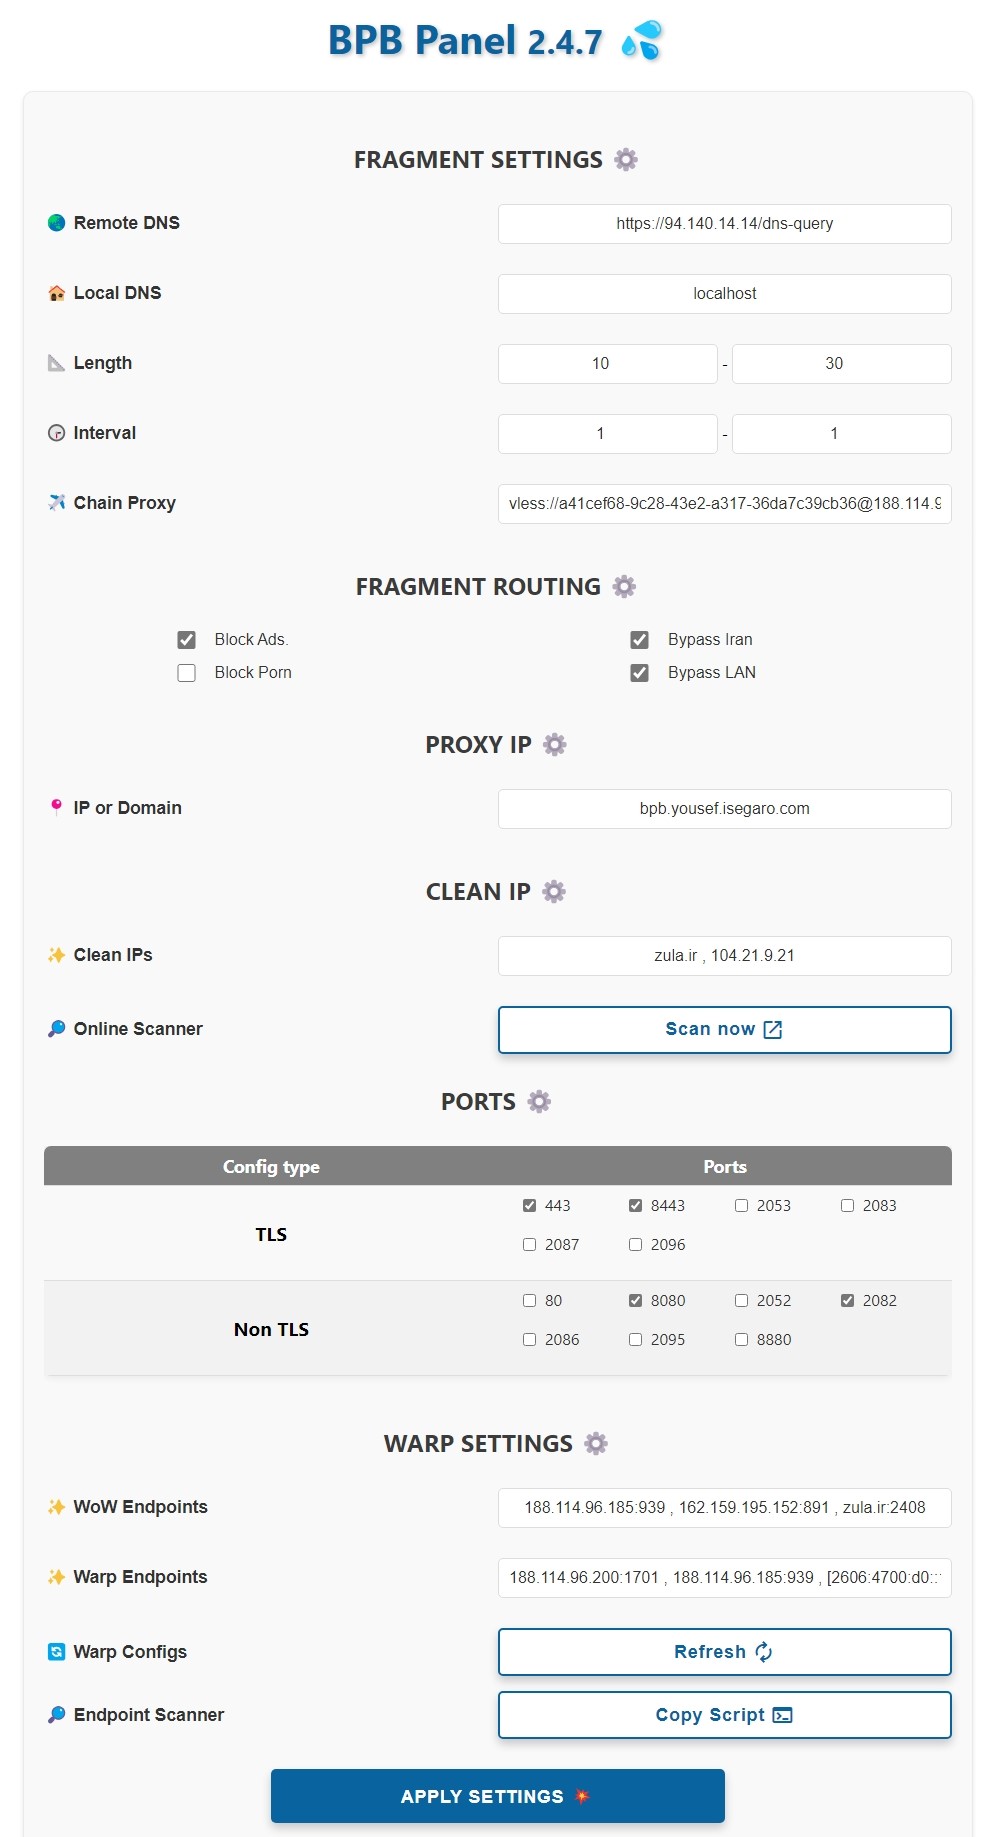 BPB Panel 2.4.7 💦
FRAGMENT SETTINGS ⚙️
🌏 Remote DNS https://94.140.14.14/dns-query
🏠 Local DNS localhost
📐 Length 10 - 30
🕞 Interval 1 - 1
✈️ Chain Proxy vless://a41cef68-9c28-43e2-a317-36da7c39cb36@188.114.9
FRAGMENT ROUTING ⚙️
Block Ads. Bypass Iran
Block Porn Bypass LAN
PROXY IP ⚙️
📍 IP or Domain bpb.yousef.isegaro.com
CLEAN IP ⚙️
✨ Clean IPs zula.ir , 104.21.9.21
🔎 Online Scanner Scan now
PORTS ⚙️
Config type Ports
TLS 443 8443 2053 2083
2087 2096
Non TLS 80 8080 2052 2082
2086 2095 8880
WARP SETTINGS ⚙️
✨ WoW Endpoints 188.114.96.185:939 , 162.159.195.152:891 , zula.ir:2408
✨ Warp Endpoints 188.114.96.200:1701 , 188.114.96.185:939 , [2606:4700:d0::
🔄 Warp Configs Refresh
🔎 Endpoint Scanner Copy Script
APPLY SETTINGS 💥